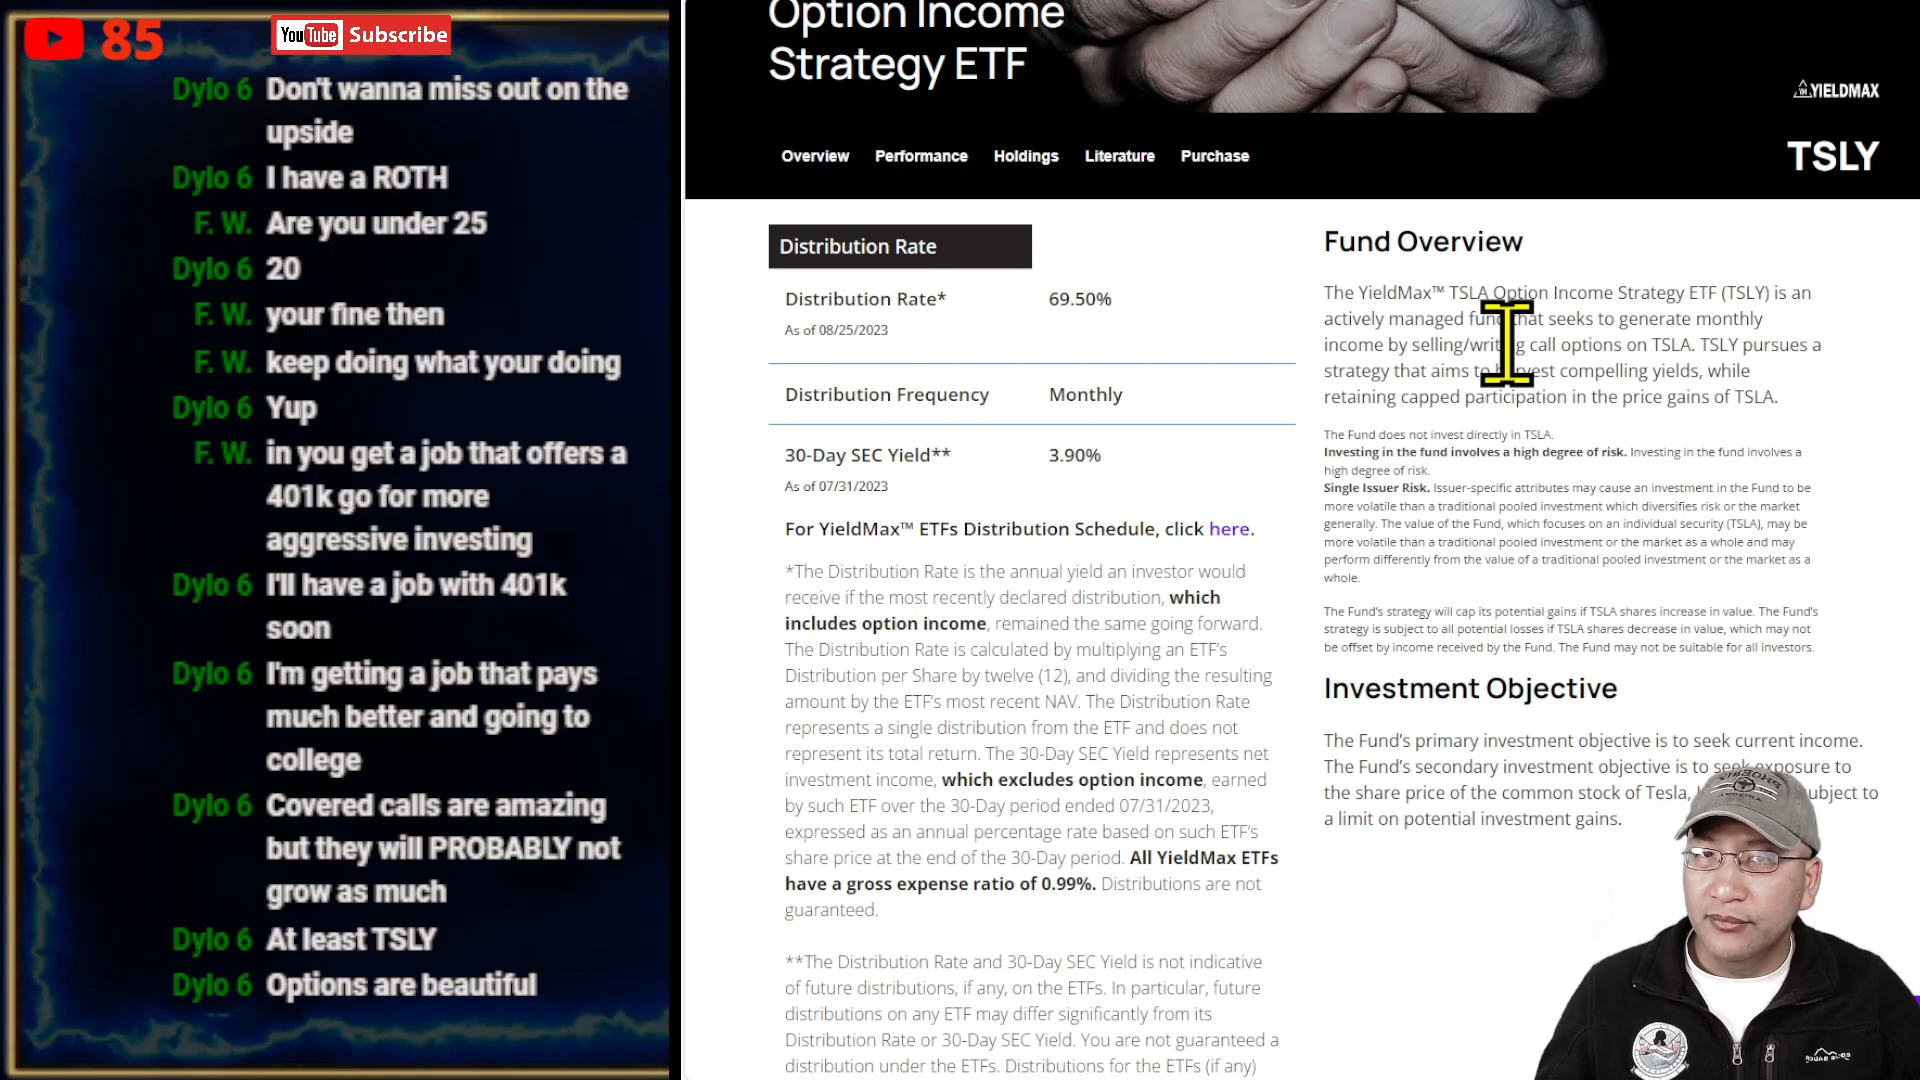 85
YouTube Subscribe
Dylo 6 Don't wanna miss out on the
upside
Dylo 6 I have a ROTH
F. W. Are you under 25
Dylo 6 20
F. W. your fine then
F. W. keep doing what your doing
Dylo 6 Yup
F. W. in you get a job that offers a
401k go for more
aggressive investing
Dylo 6 I'll have a job with 401k
soon
Dylo 6 I'm getting a job that pays
much better and going to
college
Dylo 6 Covered calls are amazing
but they will PROBABLY not
grow as much
Dylo 6 At least TSLY
Dylo 6 Options are beautiful
Option Income
Strategy ETF
YIELDMAX
TSLY
Overview Performance Holdings Literature Purchase
Distribution Rate
Distribution Rate* 69.50%
As of 08/25/2023
Distribution Frequency Monthly
30-Day SEC Yield** 3.90%
As of 07/31/2023
For YieldMax™ ETFs Distribution Schedule, click here.
*The Distribution Rate is the annual yield an investor would
receive if the most recently declared distribution, which
includes option income, remained the same going forward.
The Distribution Rate is calculated by multiplying an ETF's
Distribution per Share by twelve (12), and dividing the resulting
amount by the ETF's most recent NAV. The Distribution Rate
represents a single distribution from the ETF and does not
represent its total return. The 30-Day SEC Yield represents net
investment income, which excludes option income, earned
by such ETF over the 30-Day period ended 07/31/2023,
expressed as an annual percentage rate based on such ETF's
share price at the end of the 30-Day period. All YieldMax ETFs
have a gross expense ratio of 0.99%. Distributions are not
guaranteed.
**The Distribution Rate and 30-Day SEC Yield is not indicative
of future distributions, if any, on the ETFs. In particular, future
distributions on any ETF may differ significantly from its
Distribution Rate or 30-Day SEC Yield. You are not guaranteed a
distribution under the ETFs. Distributions for the ETFs (if any)
Fund Overview
The YieldMax™ TSLA Option Income Strategy ETF (TSLY) is an
actively managed fund that seeks to generate monthly
income by selling/writing call options on TSLA. TSLY pursues a
strategy that aims to harvest compelling yields, while
retaining capped participation in the price gains of TSLA.
The Fund does not invest directly in TSLA.
Investing in the fund involves a high degree of risk. Investing in the fund involves a
high degree of risk.
Single Issuer Risk. Issuer-specific attributes may cause an investment in the Fund to be
more volatile than a traditional pooled investment which diversifies risk or the market
generally. The value of the Fund, which focuses on an individual security (TSLA), may be
more volatile than a traditional pooled investment or the market as a whole and may
perform differently from the value of a traditional pooled investment or the market as a
whole.
The Fund's strategy will cap its potential gains if TSLA shares increase in value. The Fund's
strategy is subject to all potential losses if TSLA shares decrease in value, which may not
be offset by income received by the Fund. The Fund may not be suitable for all investors.
Investment Objective
The Fund's primary investment objective is to seek current income.
The Fund's secondary investment objective is to seek exposure to
the share price of the common stock of Tesla, subject to
a limit on potential investment gains.